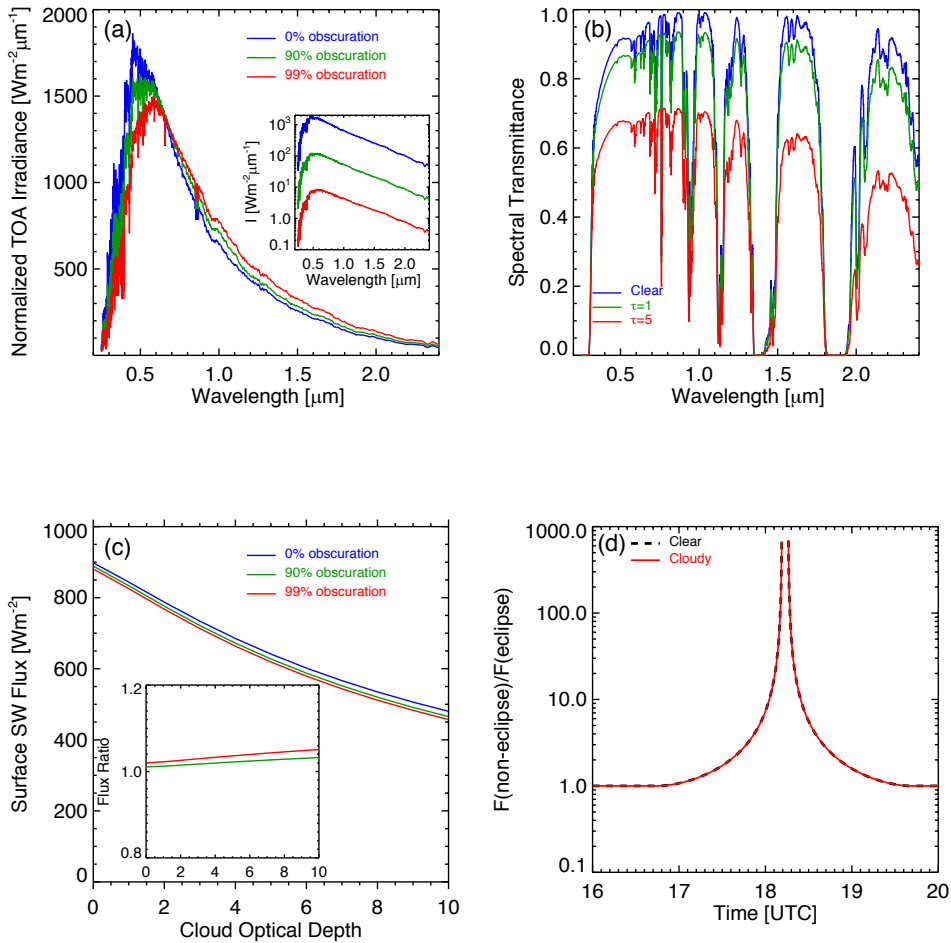 (a)
0% obscuration
90% obscuration
99% obscuration
Normalized TOA Irradiance [Wm-2μm-1]
2000
1500
1000
500
0.5 1.0 1.5 2.0
Wavelength [μm]
I [Wm-2μm-1]
10³
10²
10¹
1.0
0.1
0.5 1.0 1.5 2.0
Wavelength [μm]
(b)
Spectral Transmittance
1.0
0.8
0.6
0.4
0.2
0.0
Clear
τ=1
τ=5
0.5 1.0 1.5 2.0
Wavelength [μm]
(c)
0% obscuration
90% obscuration
99% obscuration
Surface SW Flux [Wm-2]
1000
900
800
700
600
500
400
300
200
100
0
0 2 4 6 8 10
Cloud Optical Depth
Flux Ratio
1.2
1.0
0.8
0 2 4 6 8 10
(d)
Clear
Cloudy
F(non-eclipse)/F(eclipse)
1000.0
100.0
10.0
1.0
0.1
16 17 18 19 20
Time [UTC]